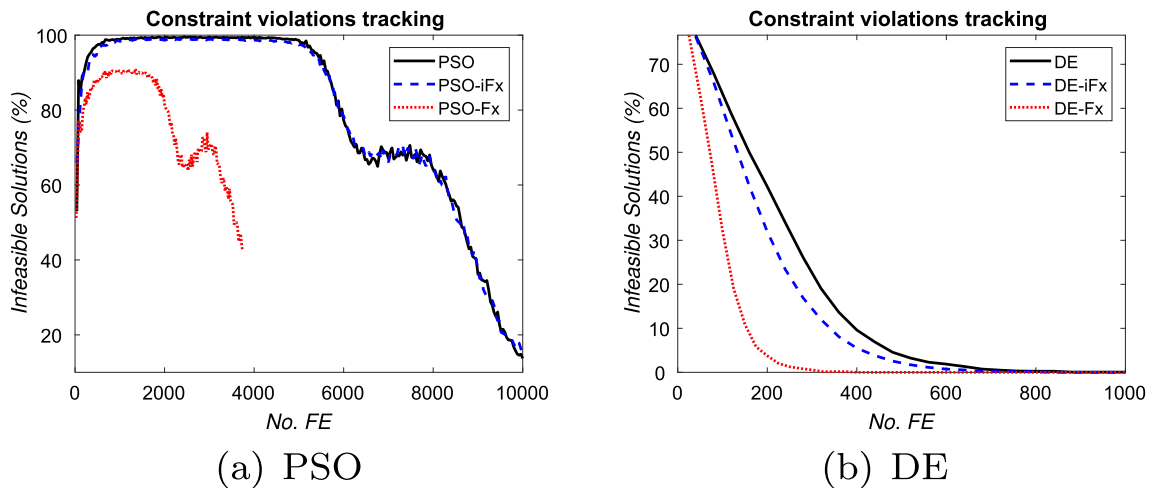 Constraint violations tracking
Infeasible Solutions (%)
100
80
60
40
20
0
2000
4000
6000
8000
10000
No. FE
PSO
PSO-iFx
PSO-Fx
(a) PSO
Constraint violations tracking
Infeasible Solutions (%)
70
60
50
40
30
20
10
0
0
200
400
600
800
1000
No. FE
DE
DE-iFx
DE-Fx
(b) DE